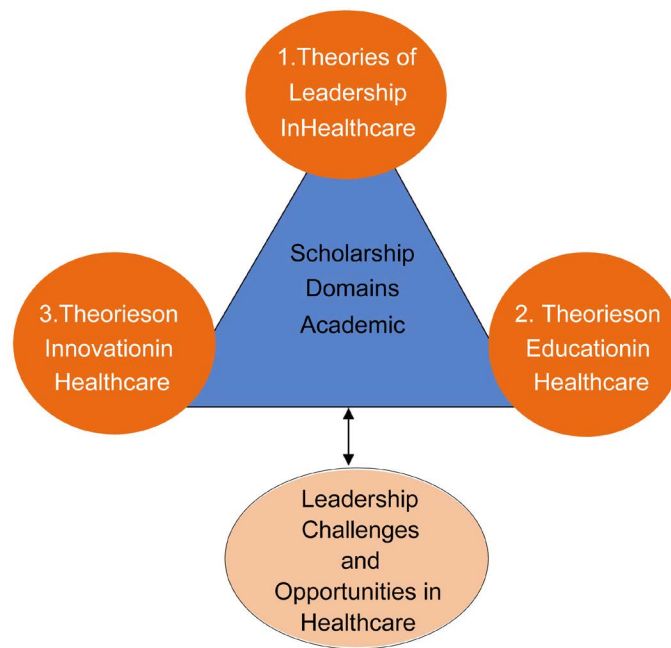 1.Theories of
Leadership
InHealthcare
Scholarship
Domains
Academic
3.Theorieson
Innovationin
Healthcare
2. Theorieson
Educationin
Healthcare
Leadership
Challenges
and
Opportunities in
Healthcare